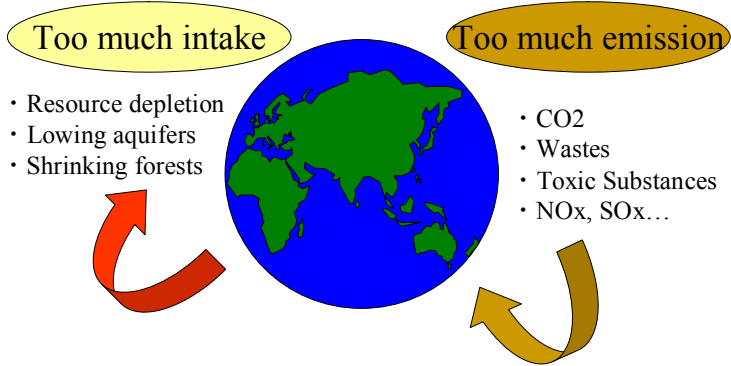 Too much intake
・Resource depletion
・Lowing aquifers
・Shrinking forests
Too much emission
・CO2
・Wastes
・Toxic Substances
・NOx, SOx…